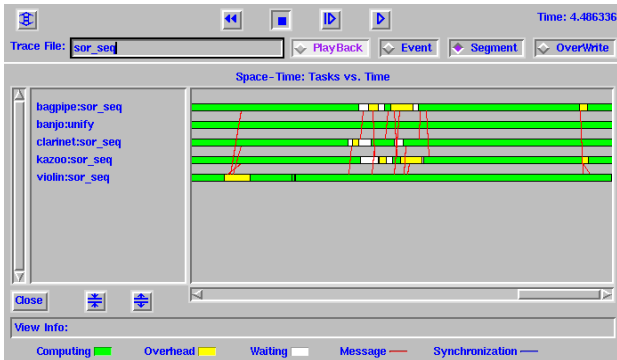 Time: 4.486336
Trace File: sor_seq PlayBack Event Segment OverWrite
Space-Time: Tasks vs. Time
bagpipe:sor_seq
banjo:unify
clarinet:sor_seq
kazoo:sor_seq
violin:sor_seq
Close
View Info:
Computing Overhead Waiting Message Synchronization